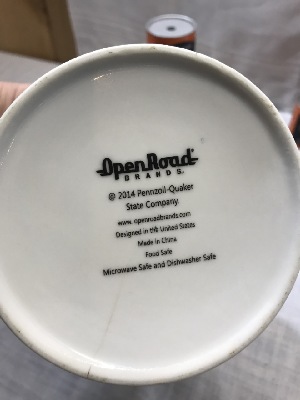 OpenRoad
BRANDS.
© 2014 Pennzoil-Quaker
State Company
www.openroadbrands.com
Designed in the United States
Made in China
Food Safe
Microwave Safe and Dishwasher Safe